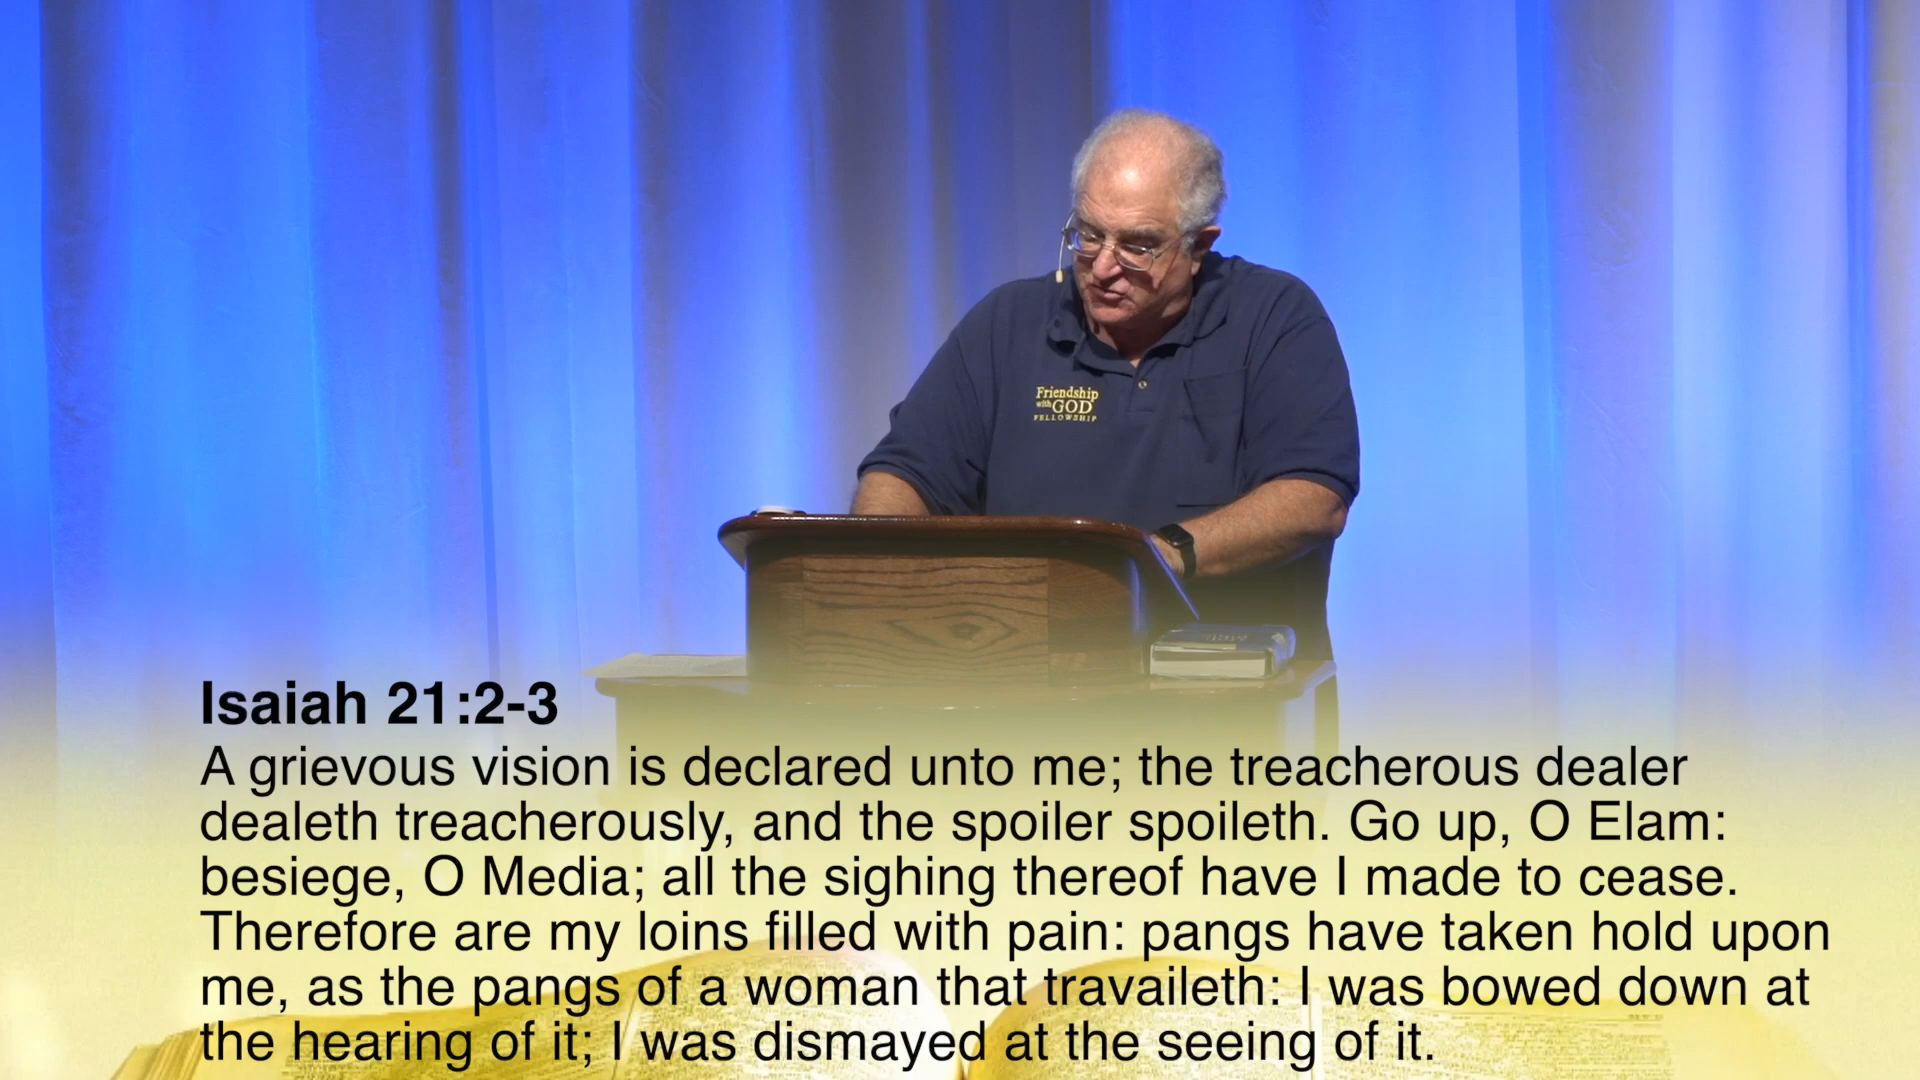 Friendship
with GOD
FELLOWSHIP
Isaiah 21:2-3
A grievous vision is declared unto me; the treacherous dealer
dealeth treacherously, and the spoiler spoileth. Go up, O Elam:
besiege, O Media; all the sighing thereof have I made to cease.
Therefore are my loins filled with pain: pangs have taken hold upon
me, as the pangs of a woman that travaileth: I was bowed down at
the hearing of it; I was dismayed at the seeing of it.